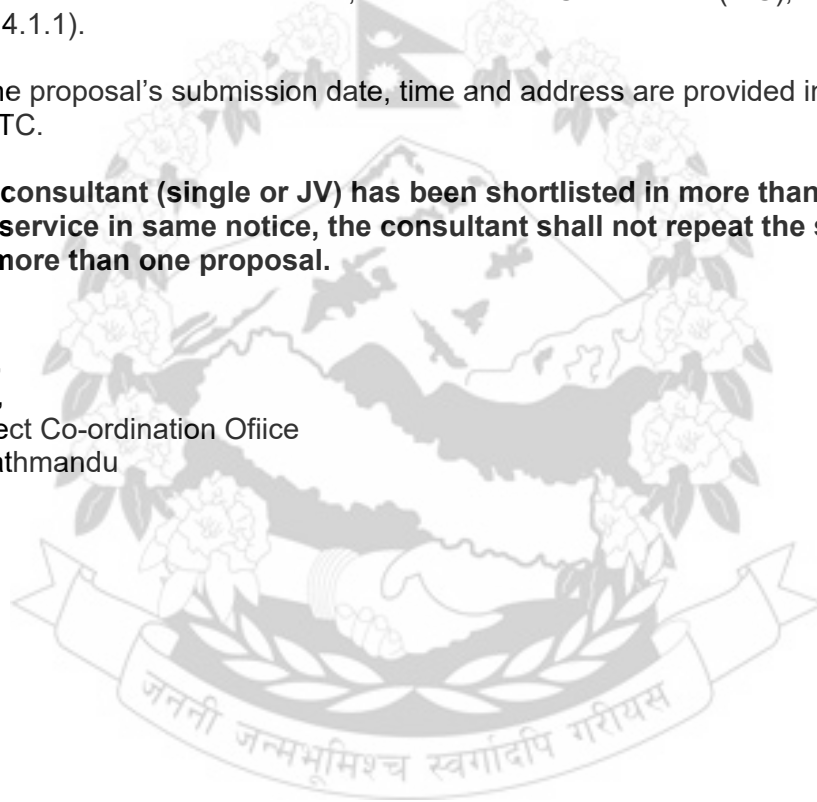 4.1.1).
ne proposal’s submission date, time and address are provided in
TC.
consultant (single or JV) has been shortlisted in more than
service in same notice, the consultant shall not repeat the s
more than one proposal.
ect Co-ordination Ofiice
athmandu
जननी जन्मभूमिश्च स्वर्गादपि गरीयस